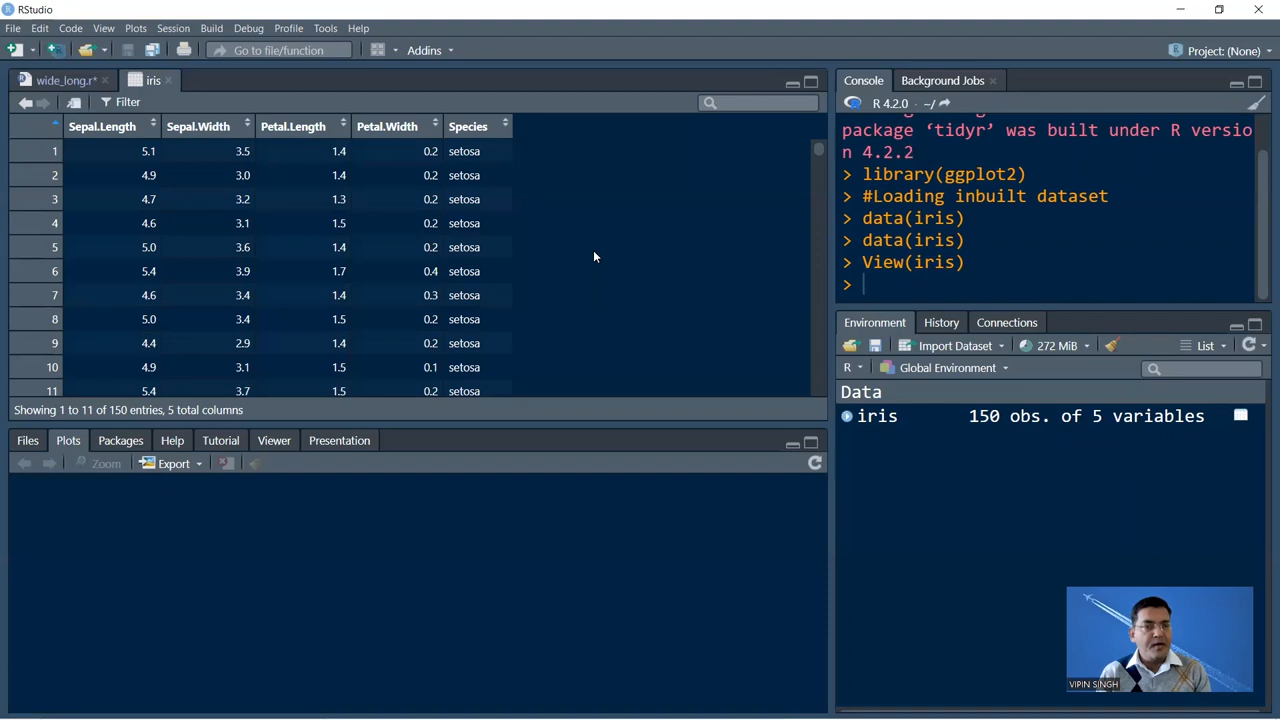 RStudio
File Edit Code View Plots Session Build Debug Profile Tools Help
Go to file/function Addins Project: (None)
wide_long.r* iris
Filter
Sepal.Length Sepal.Width Petal.Length Petal.Width Species
1 5.1 3.5 1.4 0.2 setosa
2 4.9 3.0 1.4 0.2 setosa
3 4.7 3.2 1.3 0.2 setosa
4 4.6 3.1 1.5 0.2 setosa
5 5.0 3.6 1.4 0.2 setosa
6 5.4 3.9 1.7 0.4 setosa
7 4.6 3.4 1.4 0.3 setosa
8 5.0 3.4 1.5 0.2 setosa
9 4.4 2.9 1.4 0.2 setosa
10 4.9 3.1 1.5 0.1 setosa
11 5.4 3.7 1.5 0.2 setosa
Showing 1 to 11 of 150 entries, 5 total columns
Files Plots Packages Help Tutorial Viewer Presentation
Zoom Export
Console Background Jobs
R 4.2.0 · ~/
package ‘tidyr’ was built under R versio
n 4.2.2
> library(ggplot2)
> #Loading inbuilt dataset
> data(iris)
> data(iris)
> View(iris)
>
Environment History Connections
Import Dataset 272 MiB List
R Global Environment
Data
iris 150 obs. of 5 variables
VIPIN SINGH